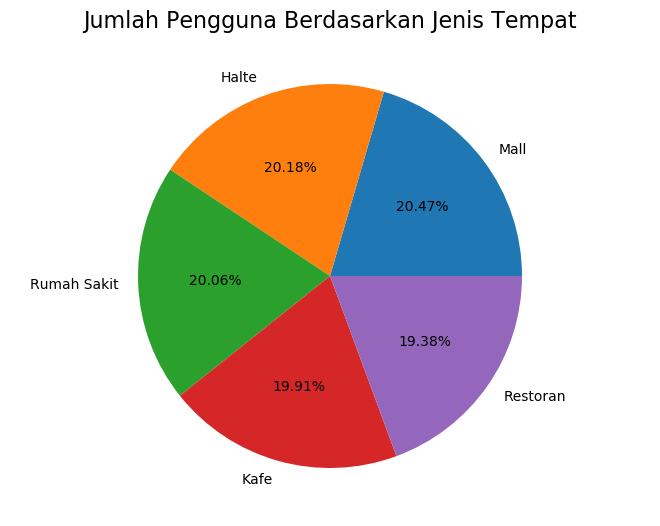 Jumlah Pengguna Berdasarkan Jenis Tempat
Halte
Mall
20.18%
20.47%
Rumah Sakit
20.06%
19.38%
19.91%
Restoran
Kafe